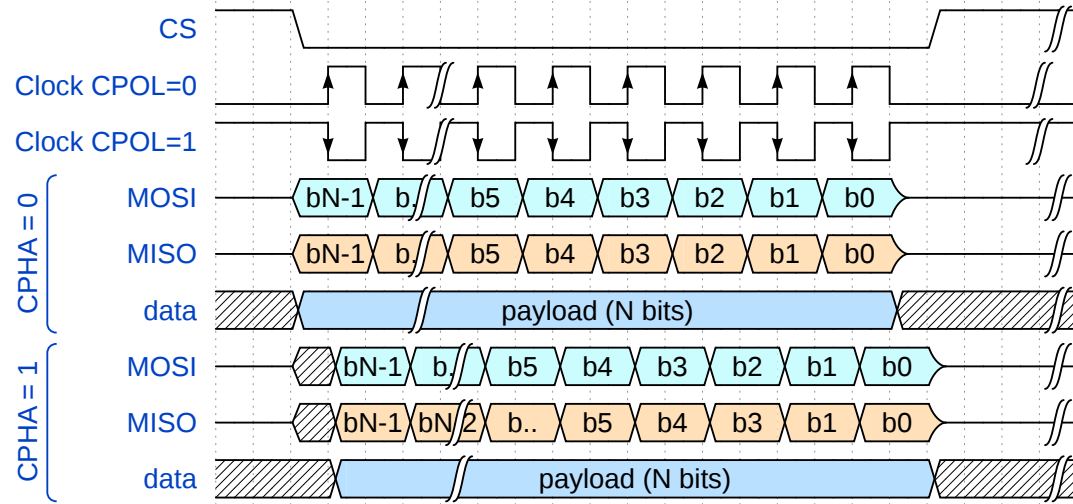 CS
Clock CPOL=0
Clock CPOL=1
CPHA = 0
MOSI bN-1 b. b5 b4 b3 b2 b1 b0
MISO bN-1 b. b5 b4 b3 b2 b1 b0
data payload (N bits)
CPHA = 1
MOSI bN-1 b. b5 b4 b3 b2 b1 b0
MISO bN-1 bN 2 b.. b5 b4 b3 b1 b0
data payload (N bits)